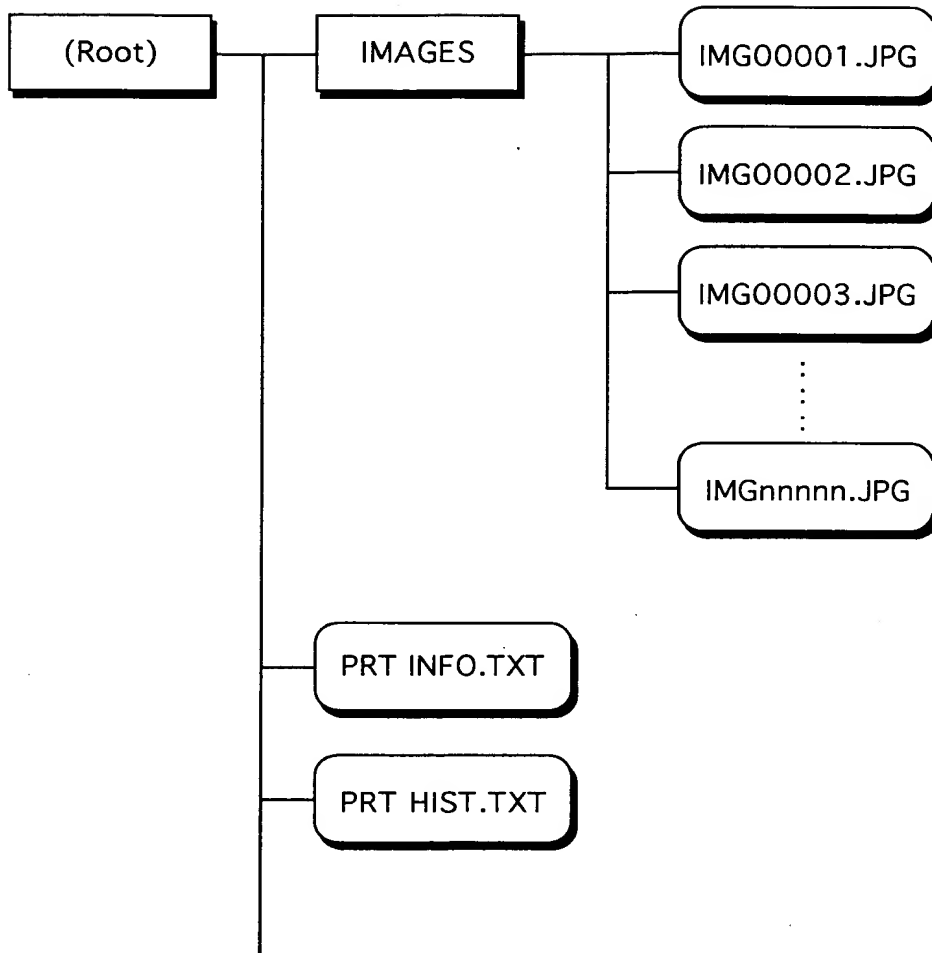 (Root)
IMAGES
IMG00001.JPG
IMG00002.JPG
IMG00003.JPG
IMGnnnnn.JPG
PRT INFO.TXT
PRT HIST.TXT